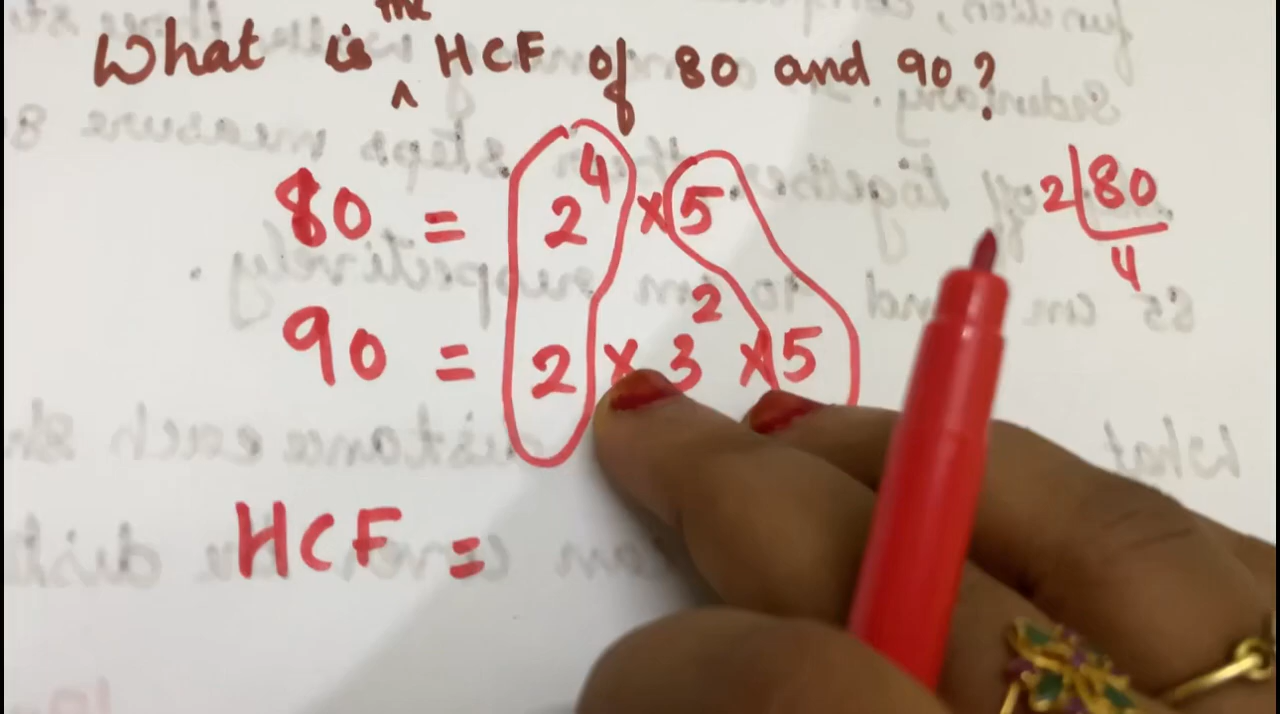 What is the HCF of 80 and 90?
^
80 = 2⁴ × 5
2 80
4
90 = 2 × 3² × 5
HCF =